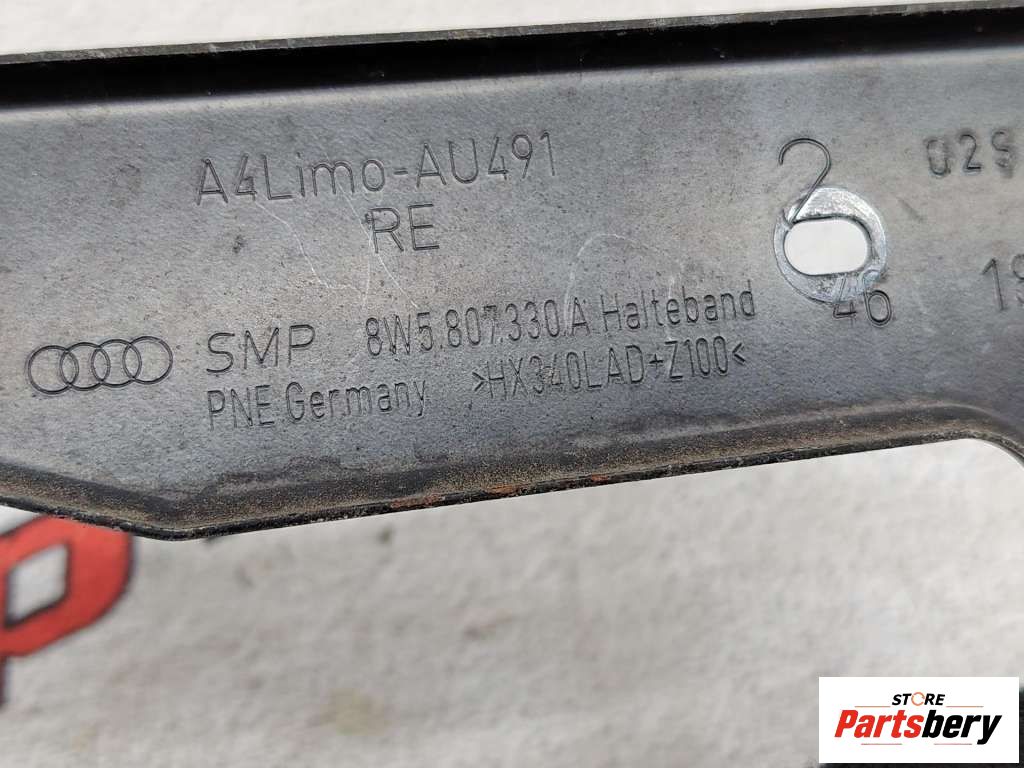 A4Limo-AU491
RE
2
46
SMP 8W5.807.330.A Halteband
PNE.Germany >HX340LAD+Z100<
STORE
Partsbery